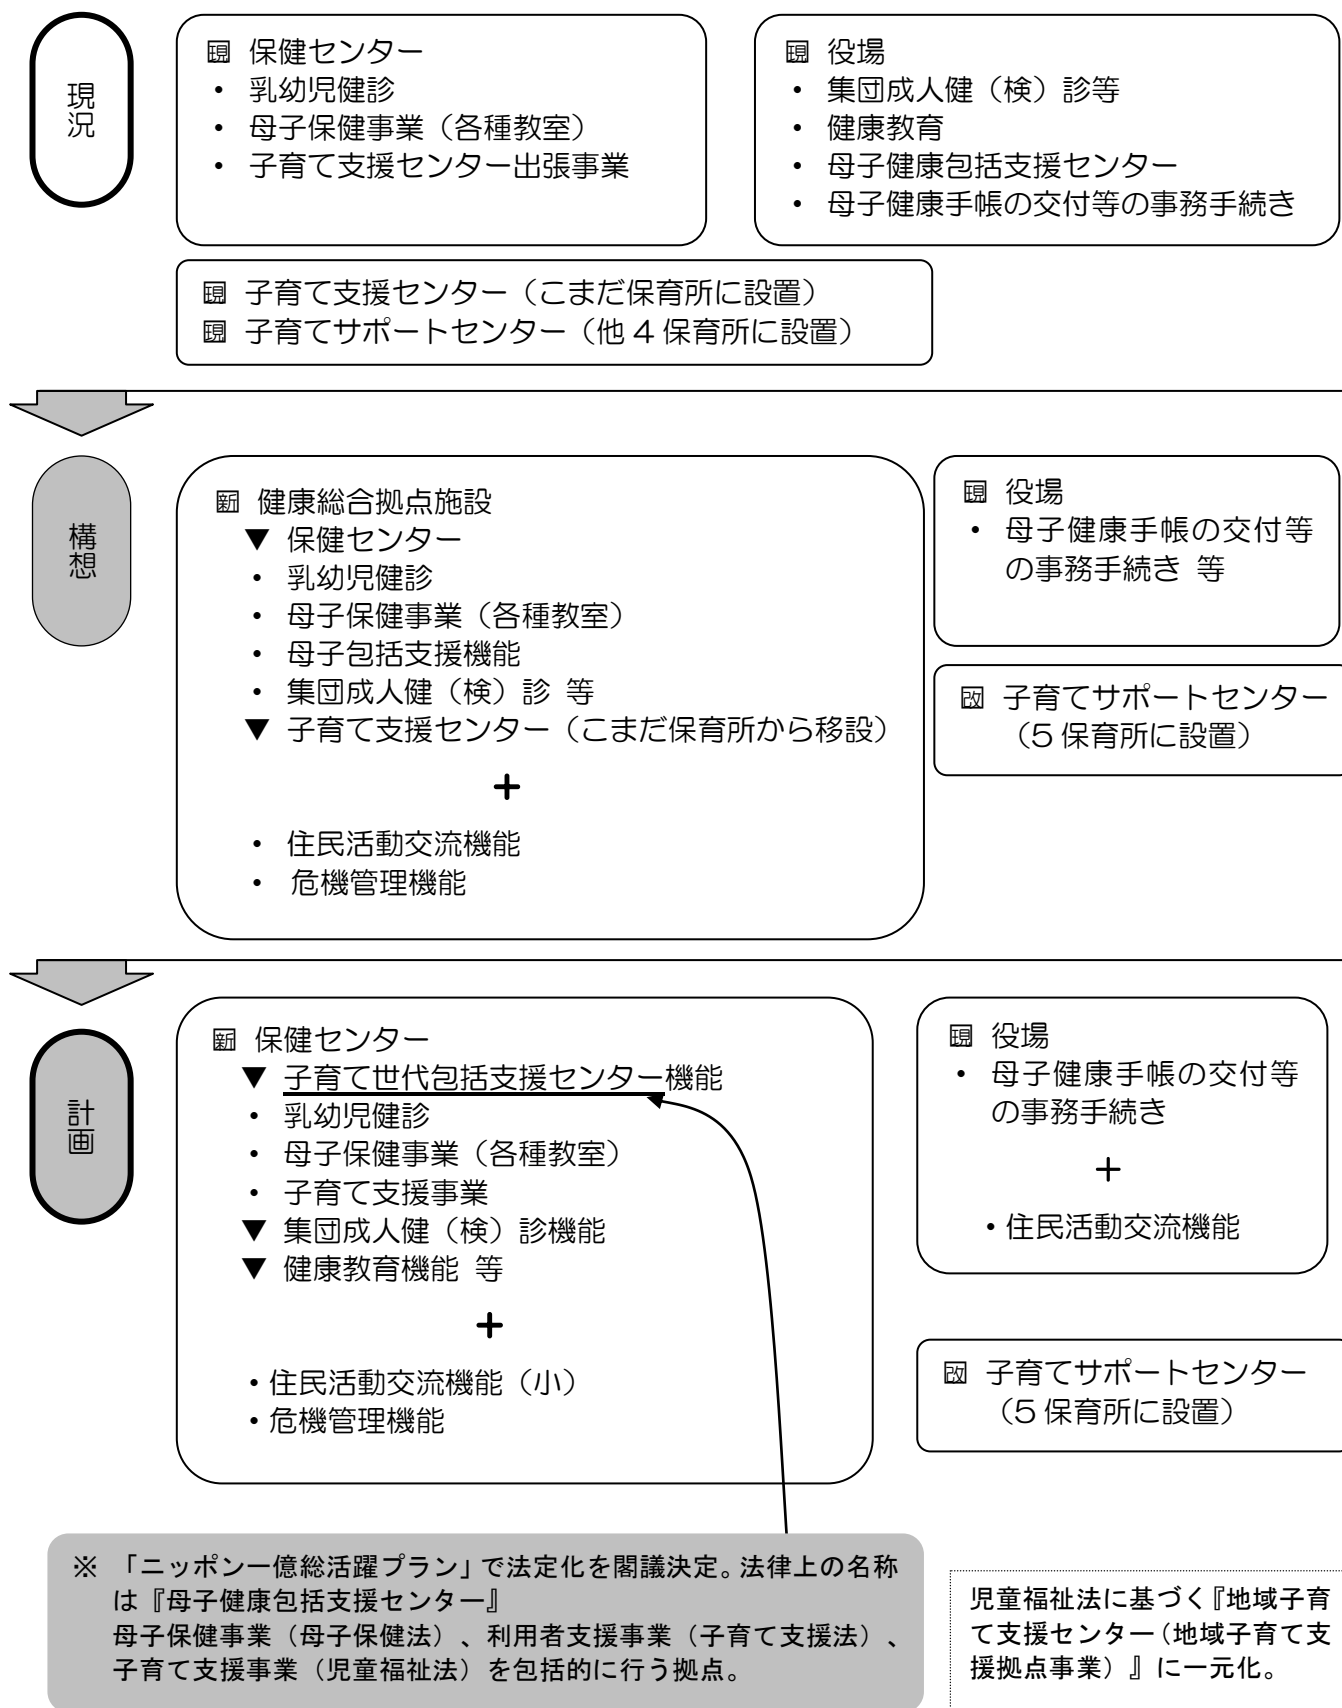 現況
現 保健センター
・ 乳幼児健診
・ 母子保健事業（各種教室）
・ 子育て支援センター出張事業
現 役場
・ 集団成人健（検）診等
・ 健康教育
・ 母子健康包括支援センター
・ 母子健康手帳の交付等の事務手続き
現 子育て支援センター（こまだ保育所に設置）
現 子育てサポートセンター（他４保育所に設置）
構想
新 健康総合拠点施設
▼ 保健センター
・ 乳幼児健診
・ 母子保健事業（各種教室）
・ 母子包括支援機能
・ 集団成人健（検）診 等
▼ 子育て支援センター（こまだ保育所から移設）
＋
・ 住民活動交流機能
・ 危機管理機能
現 役場
・ 母子健康手帳の交付等
の事務手続き 等
改 子育てサポートセンター
（５保育所に設置）
計画
新 保健センター
▼ 子育て世代包括支援センター機能
・ 乳幼児健診
・ 母子保健事業（各種教室）
・ 子育て支援事業
▼ 集団成人健（検）診機能
▼ 健康教育機能 等
＋
・住民活動交流機能（小）
・危機管理機能
現 役場
・ 母子健康手帳の交付等
の事務手続き
＋
・住民活動交流機能
改 子育てサポートセンター
（５保育所に設置）
※ 「ニッポン一億総活躍プラン」で法定化を閣議決定。法律上の名称
は『母子健康包括支援センター』
母子保健事業（母子保健法）、利用者支援事業（子育て支援法）、
子育て支援事業（児童福祉法）を包括的に行う拠点。
児童福祉法に基づく『地域子育
て支援センター（地域子育て支
援拠点事業）』に一元化。